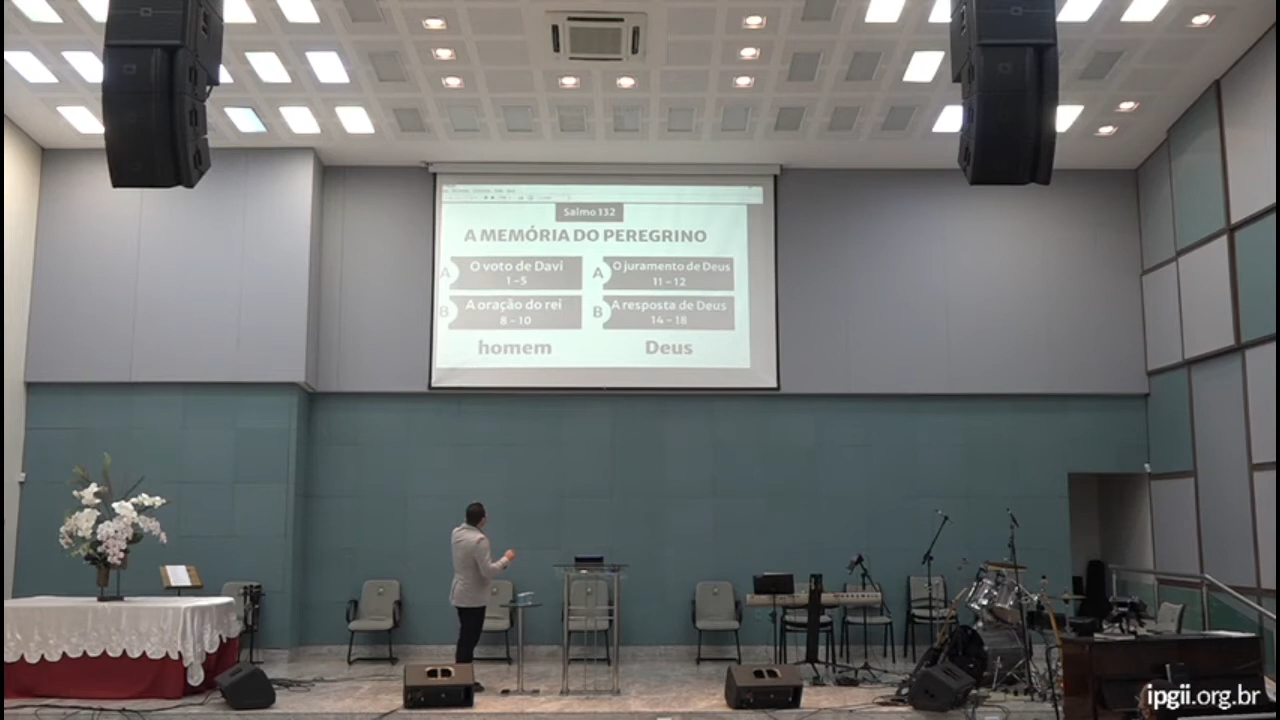 Salmo 132
A MEMÓRIA DO PEREGRINO
A O voto de Davi
1 - 5
A O juramento de Deus
11 - 12
B A oração do rei
8 - 10
B A resposta de Deus
14 - 18
homem
Deus
ipgii.org.br